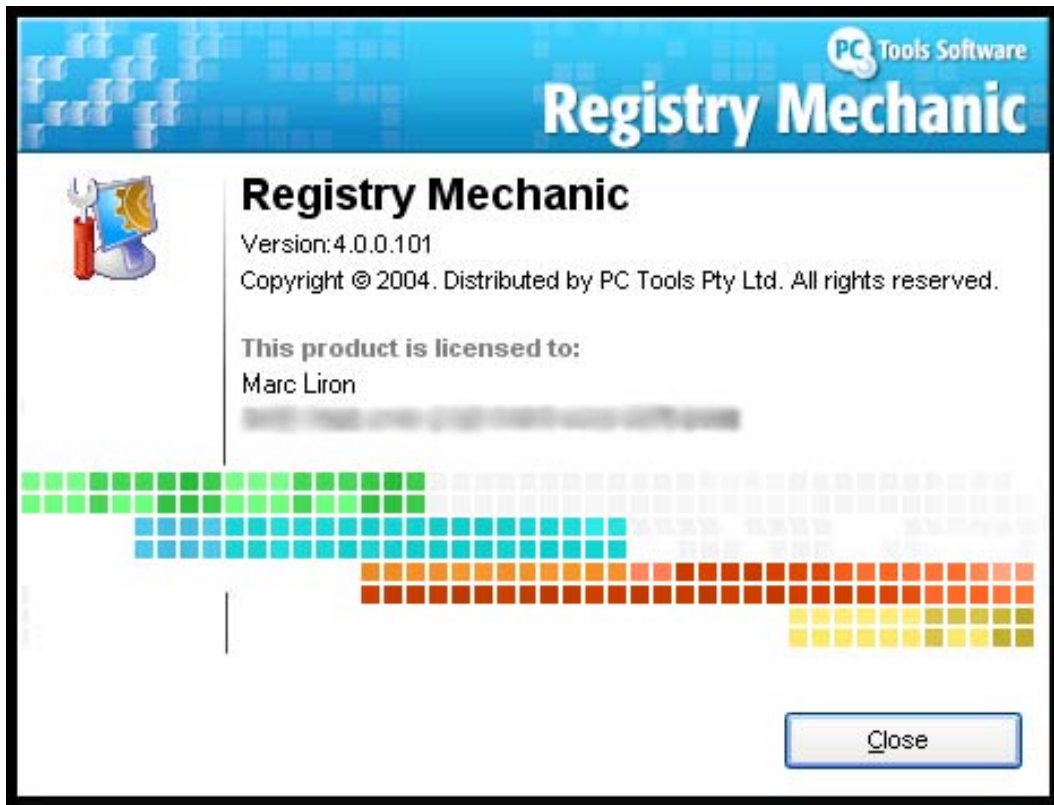 PC Tools Software
Registry Mechanic
Registry Mechanic
Version:4.0.0.101
Copyright © 2004. Distributed by PC Tools Pty Ltd. All rights reserved.
This product is licensed to:
Marc Liron
Close